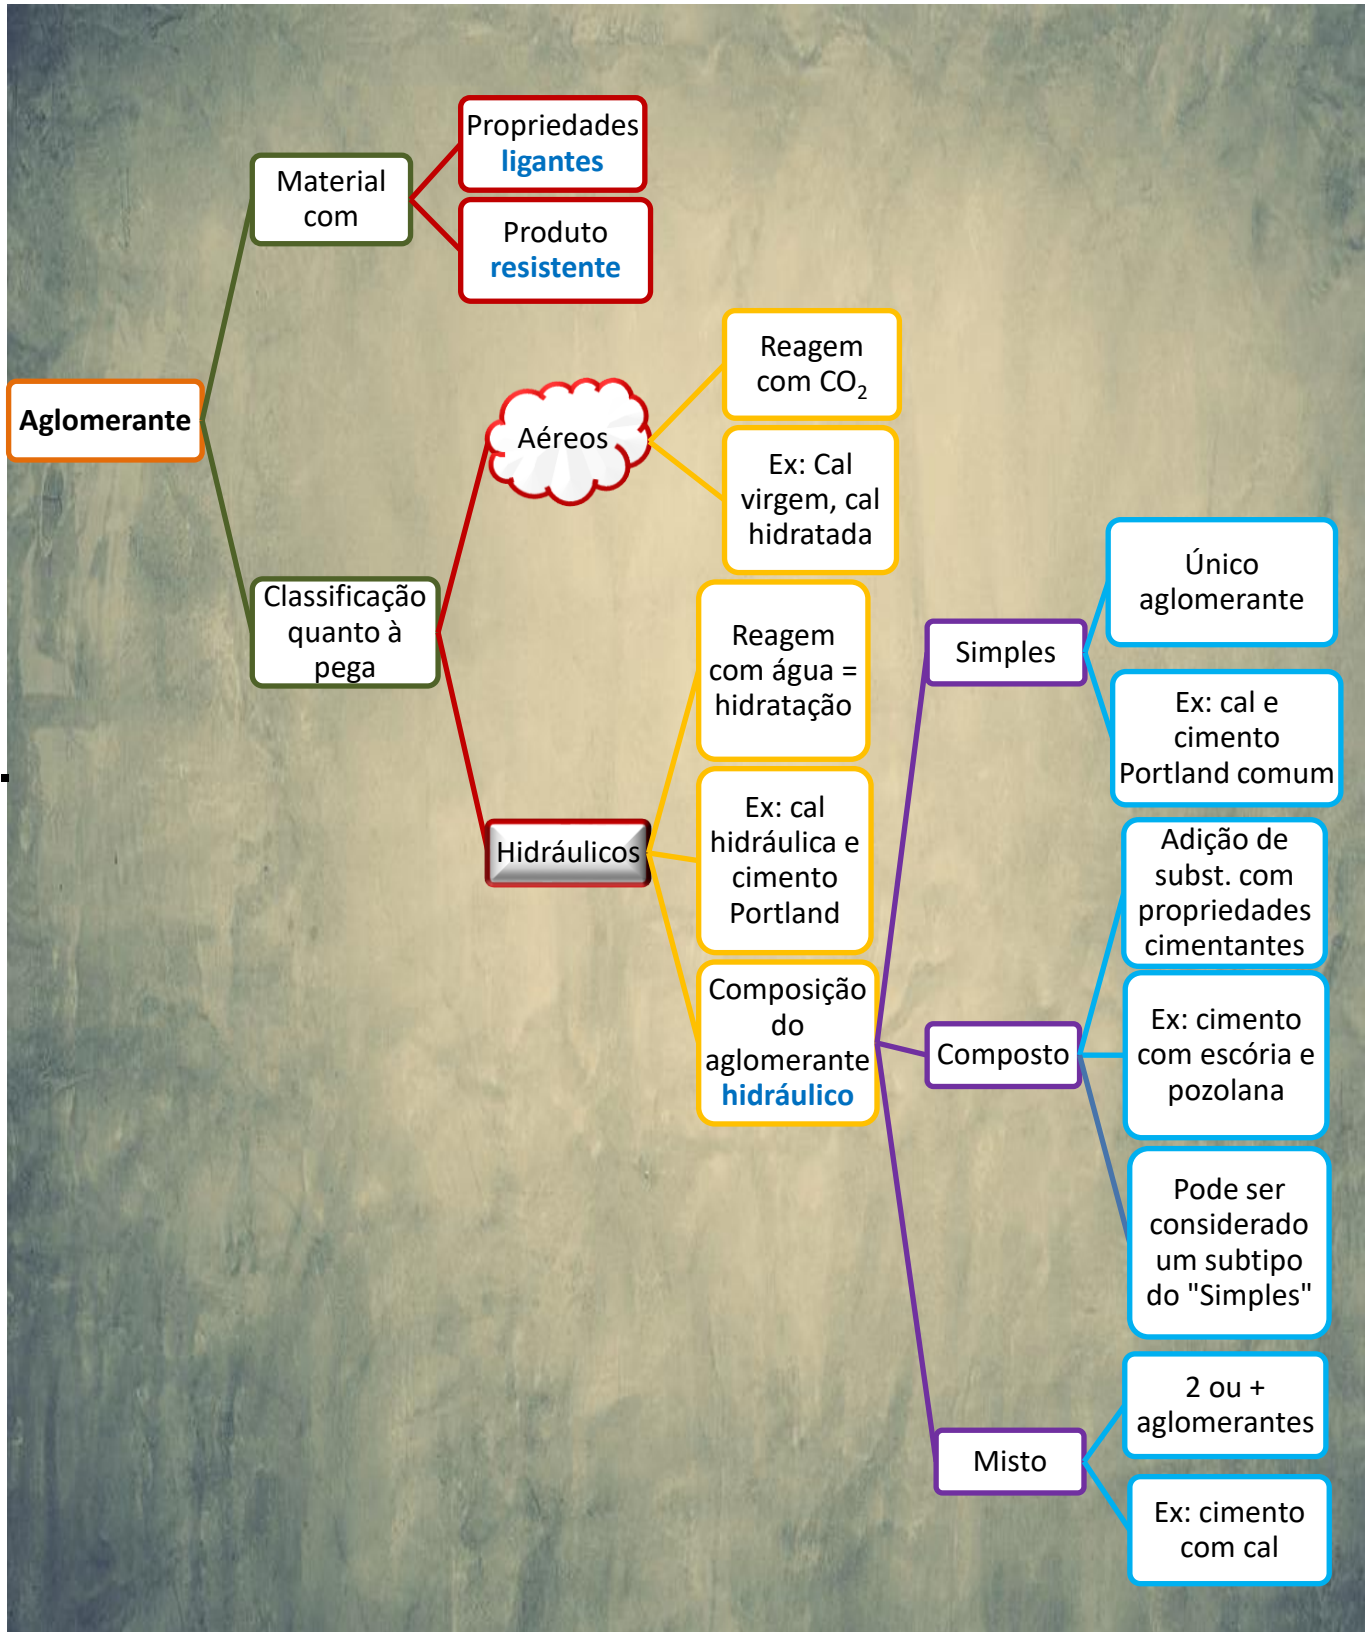 Aglomerante
Material
com
Propriedades
ligantes
Produto
resistente
Classificação
quanto à
pega
Aéreos
Reagem
com CO₂
Ex: Cal
virgem, cal
hidratada
Hidráulicos
Reagem
com água =
hidratação
Ex: cal
hidráulica e
cimento
Portland
Composição
do
aglomerante
hidráulico
Simples
Único
aglomerante
Ex: cal e
cimento
Portland comum
Composto
Adição de
subst. com
propriedades
cimentantes
Ex: cimento
com escória e
pozolana
Pode ser
considerado
um subtipo
do "Simples"
Misto
2 ou +
aglomerantes
Ex: cimento
com cal